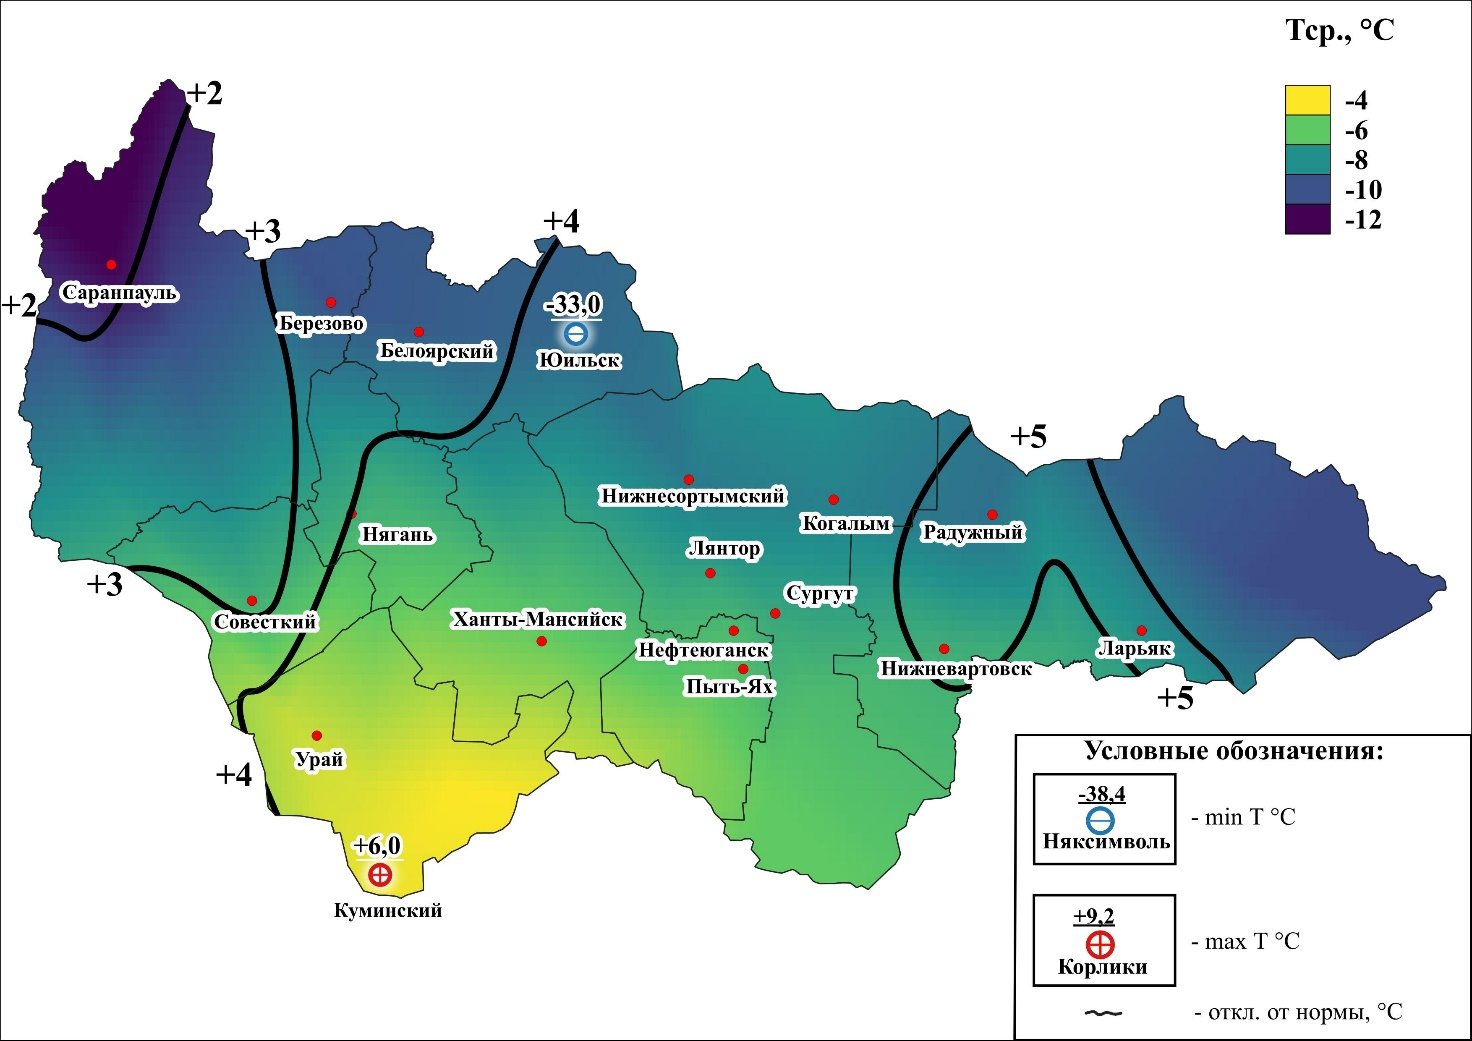 Тср., °С
-4
-6
-8
-10
-12
+2
+3
+4
-33,0
Саранпауль
+2
Березово
Белоярский
Юильск
+5
Нижнесортымский
Когалым
Радужный
Нягань
Лянтор
+3
Сургут
Совесткий
Ханты-Мансийск
Нефтеюганск
Ларьяк
Нижневартовск
Пыть-Ях
+5
Урай
+4
+6,0
Куминский
Условные обозначения:
-38,4
Няксимволь
- min T °C
+9,2
Корлики
- max T °C
- откл. от нормы, °С